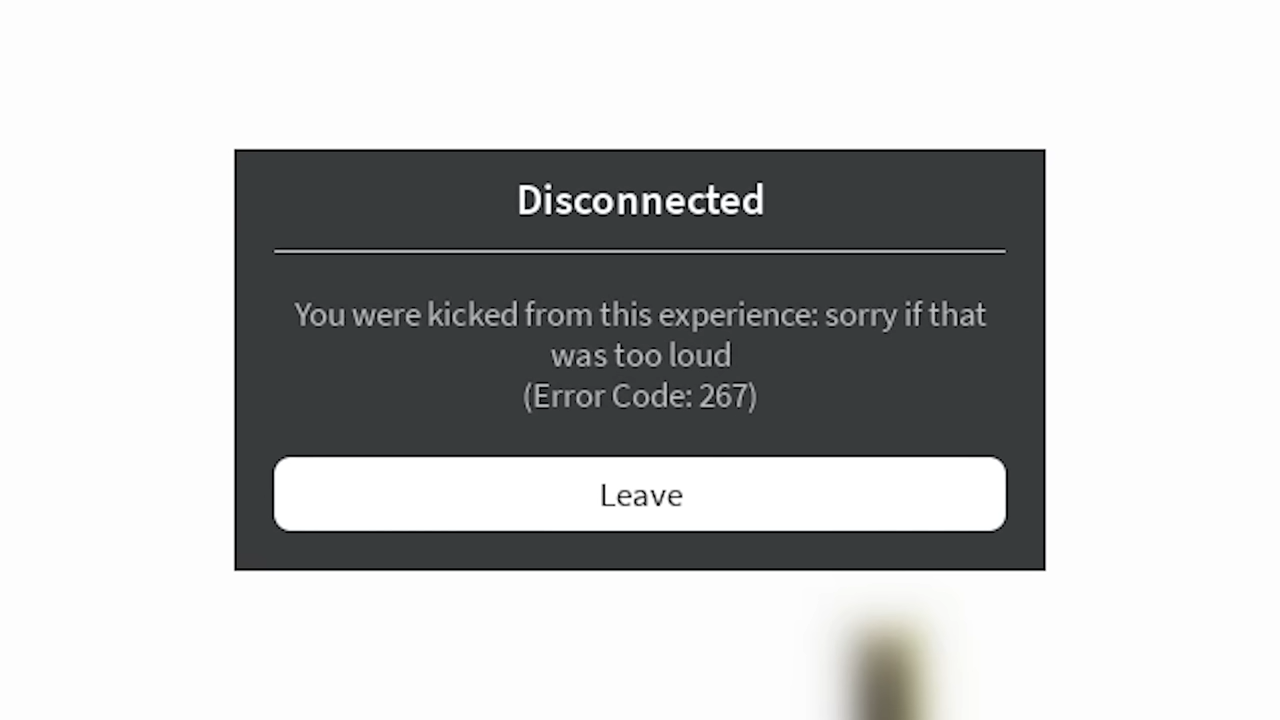 Disconnected
You were kicked from this experience: sorry if that
was too loud
(Error Code: 267)
Leave